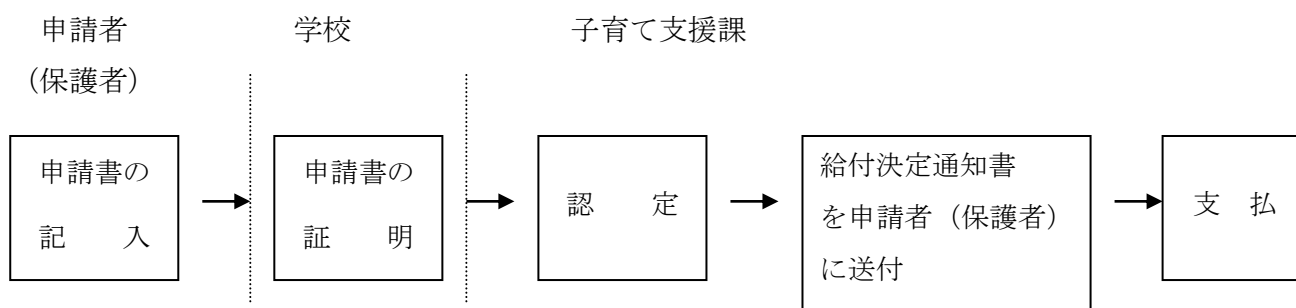 申請者
(保護者)
学校
子育て支援課
申請書の
記　　入
申請書の
証　　明
認　　定
給付決定通知書
を申請者（保護者）
に送付
支　払